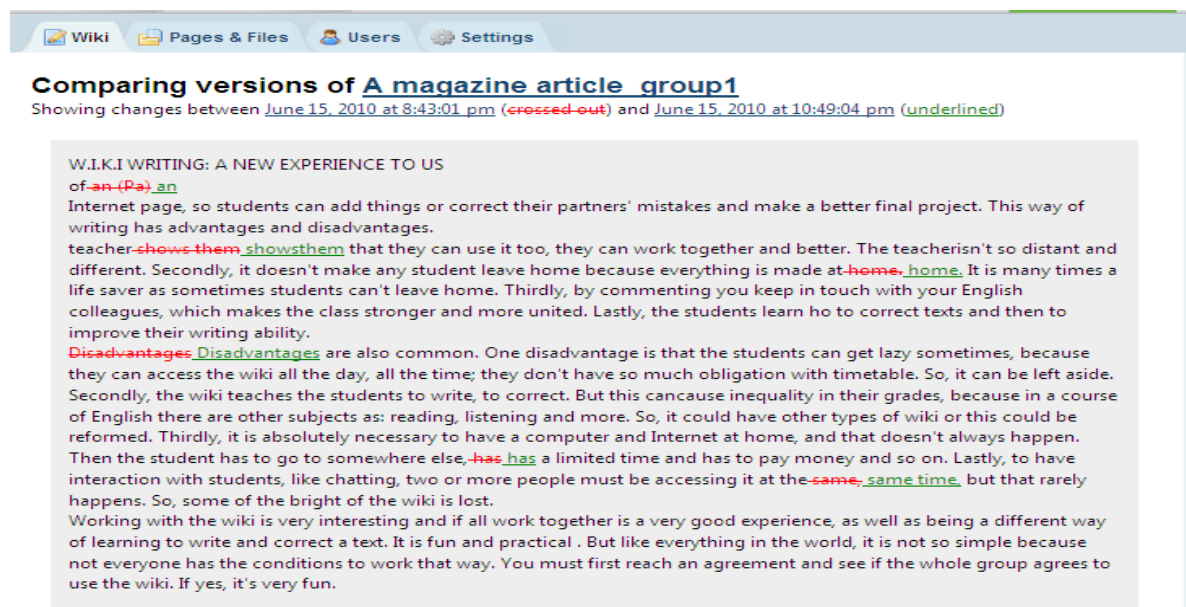 Wiki Pages & Files Users Settings
Comparing versions of A magazine article_group1
Showing changes between June 15, 2010 at 8:43:01 pm (crossed out) and June 15, 2010 at 10:49:04 pm (underlined)
W.I.K.I WRITING: A NEW EXPERIENCE TO US
of an (Pa) an
Internet page, so students can add things or correct their partners' mistakes and make a better final project. This way of
writing has advantages and disadvantages.
teacher shows them showsthem that they can use it too, they can work together and better. The teacherisn't so distant and
different. Secondly, it doesn't make any student leave home because everything is made at home, home. It is many times a
life saver as sometimes students can't leave home. Thirdly, by commenting you keep in touch with your English
colleagues, which makes the class stronger and more united. Lastly, the students learn ho to correct texts and then to
improve their writing ability.
Disadvantages Disadvantages are also common. One disadvantage is that the students can get lazy sometimes, because
they can access the wiki all the day, all the time; they don't have so much obligation with timetable. So, it can be left aside.
Secondly, the wiki teaches the students to write, to correct. But this cancause inequality in their grades, because in a course
of English there are other subjects as: reading, listening and more. So, it could have other types of wiki or this could be
reformed. Thirdly, it is absolutely necessary to have a computer and Internet at home, and that doesn't always happen.
Then the student has to go to somewhere else, has has a limited time and has to pay money and so on. Lastly, to have
interaction with students, like chatting, two or more people must be accessing it at the same, same time, but that rarely
happens. So, some of the bright of the wiki is lost.
Working with the wiki is very interesting and if all work together is a very good experience, as well as being a different way
of learning to write and correct a text. It is fun and practical . But like everything in the world, it is not so simple because
not everyone has the conditions to work that way. You must first reach an agreement and see if the whole group agrees to
use the wiki. If yes, it's very fun.